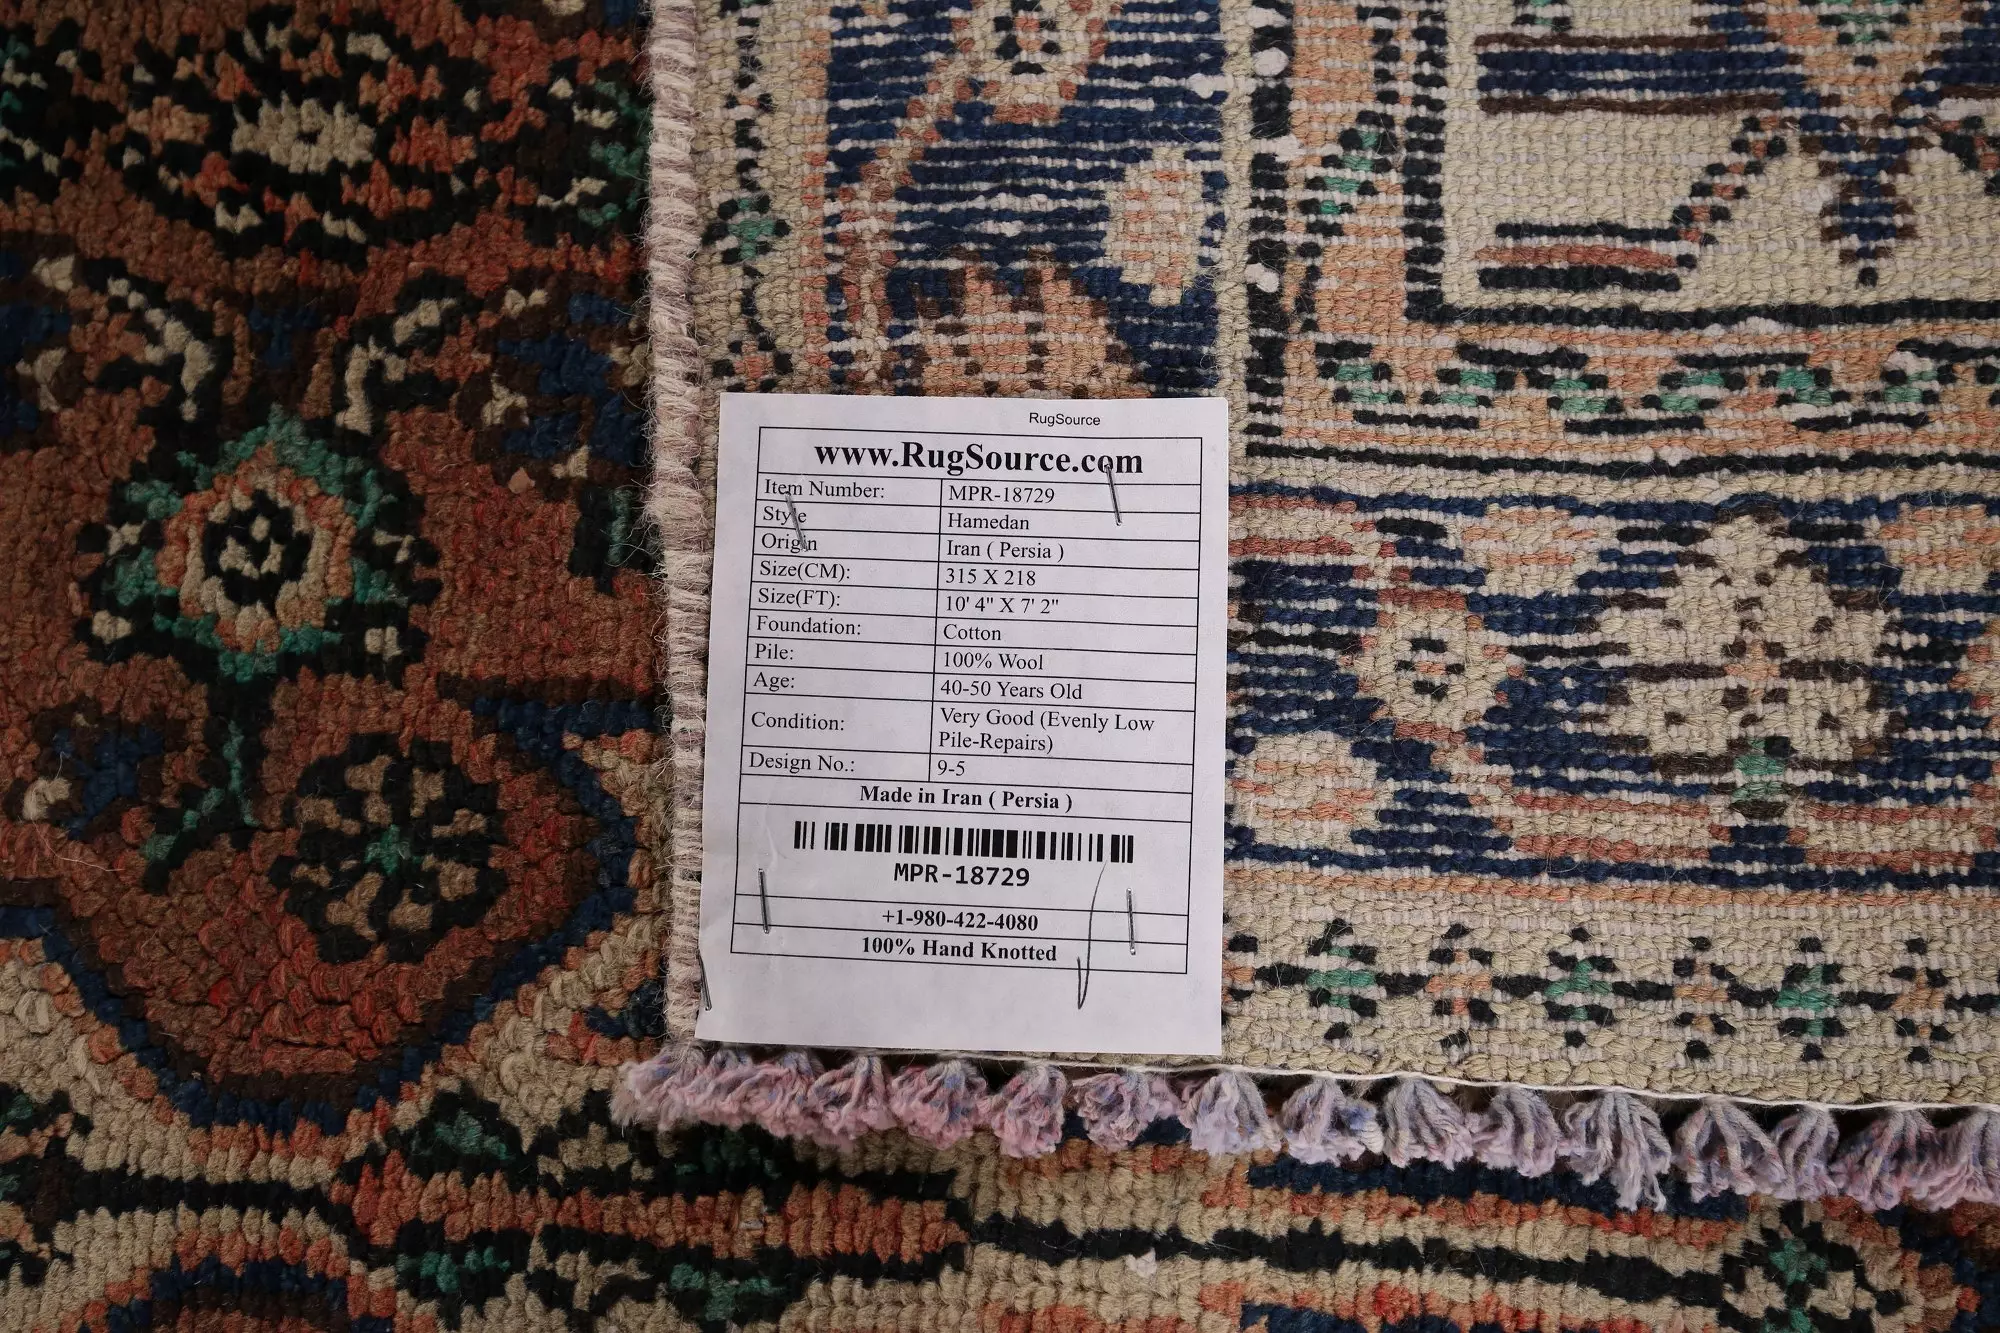 RugSource
www.RugSource.com
Item Number: MPR-18729
Style Hamedan
Origin Iran ( Persia )
Size(CM): 315 X 218
Size(FT): 10' 4" X 7' 2"
Foundation: Cotton
Pile: 100% Wool
Age: 40-50 Years Old
Condition: Very Good (Evenly Low
Pile-Repairs)
Design No.: 9-5
Made in Iran ( Persia )
MPR-18729
+1-980-422-4080
100% Hand Knotted